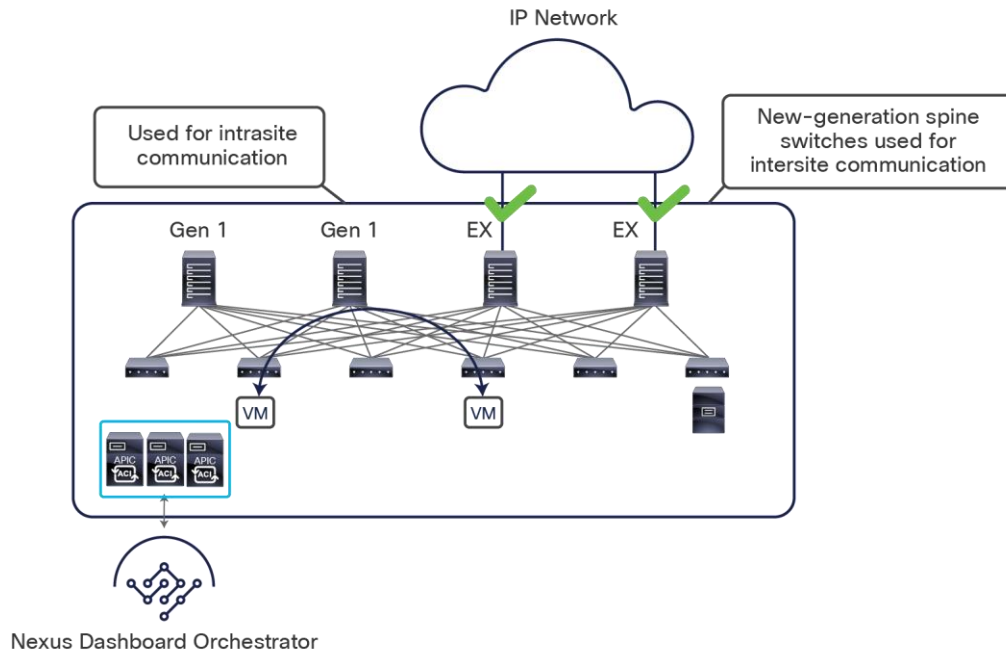 IP Network
Used for intrasite
communication
New-generation spine
switches used for
intersite communication
Gen 1
Gen 1
EX
EX
VM
VM
APIC
ACI
APIC
ACI
APIC
ACI
Nexus Dashboard Orchestrator